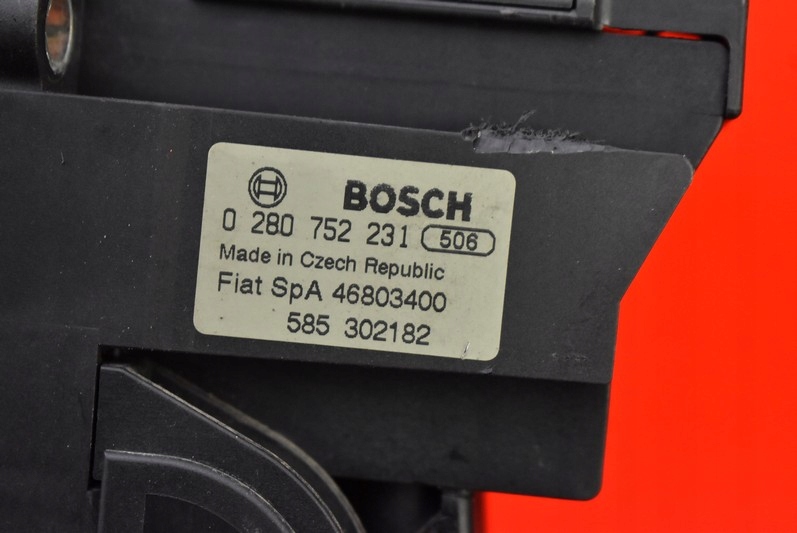 BOSCH
0 280 752 231 506
Made in Czech Republic
Fiat SpA 46803400
585 302182